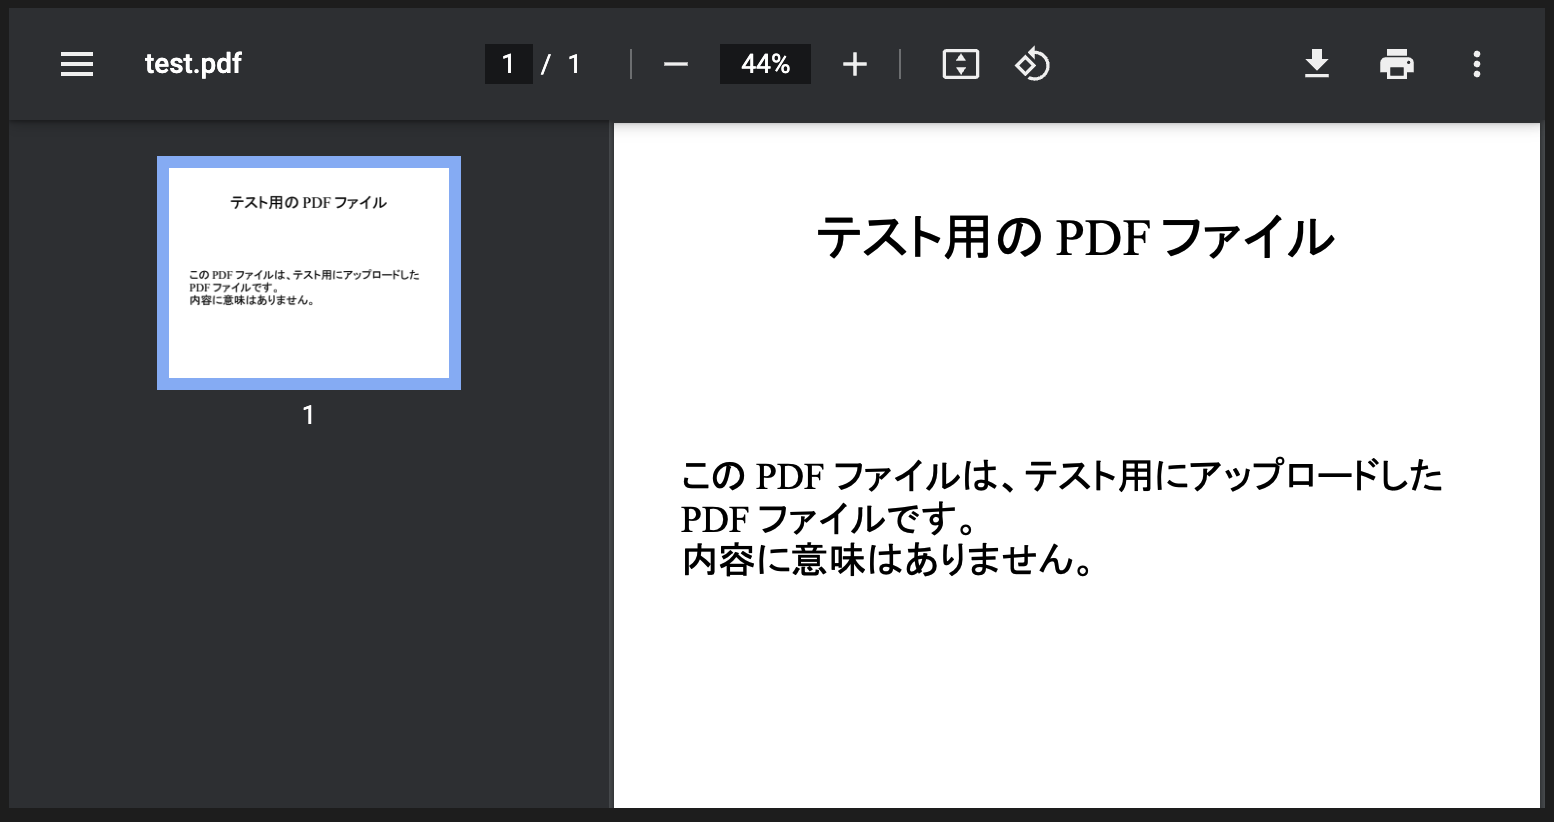 test.pdf
1 / 1
44%
テスト用の PDF ファイル
この PDF ファイルは、テスト用にアップロードした
PDF ファイルです。
内容に意味はありません。
1
テスト用の PDF ファイル
この PDF ファイルは、テスト用にアップロードした
PDF ファイルです。
内容に意味はありません。